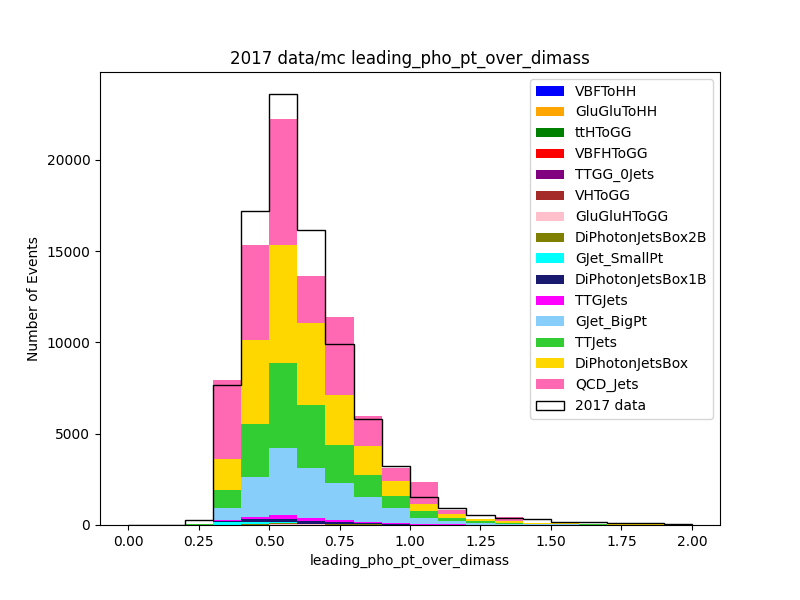 2017 data/mc leading_pho_pt_over_dimass
Number of Events
20000
15000
10000
5000
0
0.00 0.25 0.50 0.75 1.00 1.25 1.50 1.75 2.00
leading_pho_pt_over_dimass
VBFToHH
GluGluToHH
ttHToGG
VBFHToGG
TTGG_0Jets
VHToGG
GluGluHToGG
DiPhotonJetsBox2B
GJet_SmallPt
DiPhotonJetsBox1B
TTGJets
GJet_BigPt
TTJets
DiPhotonJetsBox
QCD_Jets
2017 data